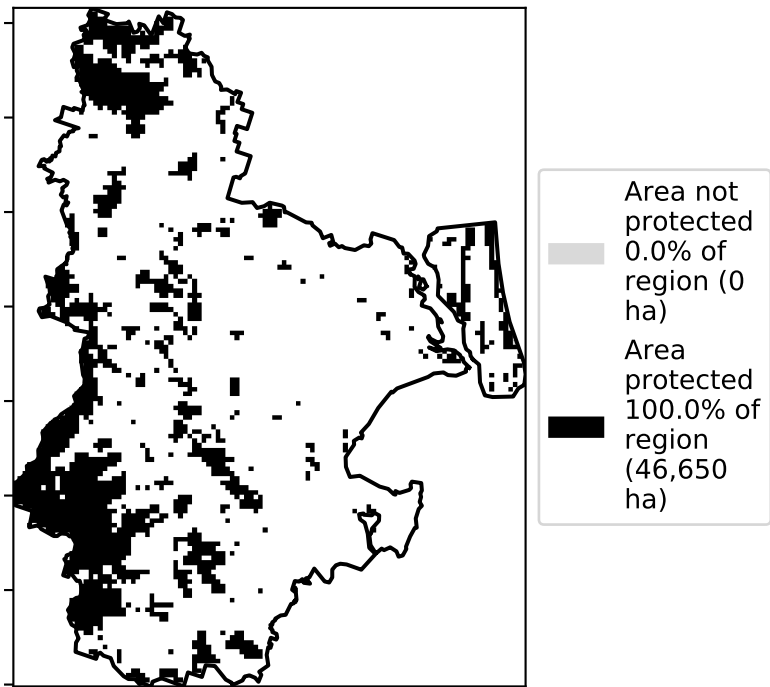 Area not
protected
0.0% of
region (0
ha)
Area
protected
100.0% of
region
(46,650
ha)